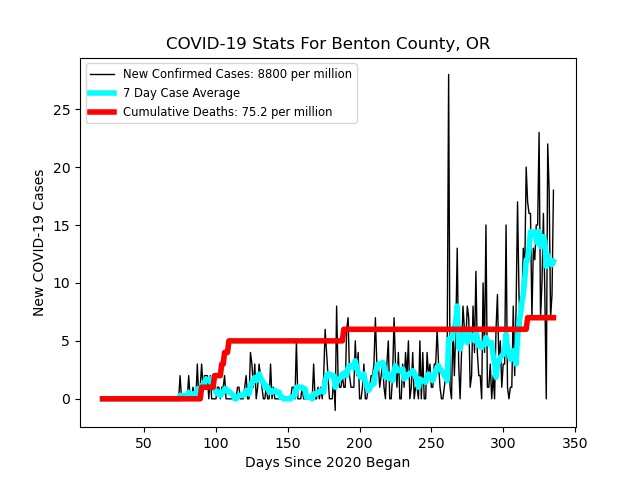 COVID-19 Stats For Benton County, OR
New Confirmed Cases: 8800 per million
7 Day Case Average
Cumulative Deaths: 75.2 per million
New COVID-19 Cases
25
20
15
10
5
0
50 100 150 200 250 300 350
Days Since 2020 Began